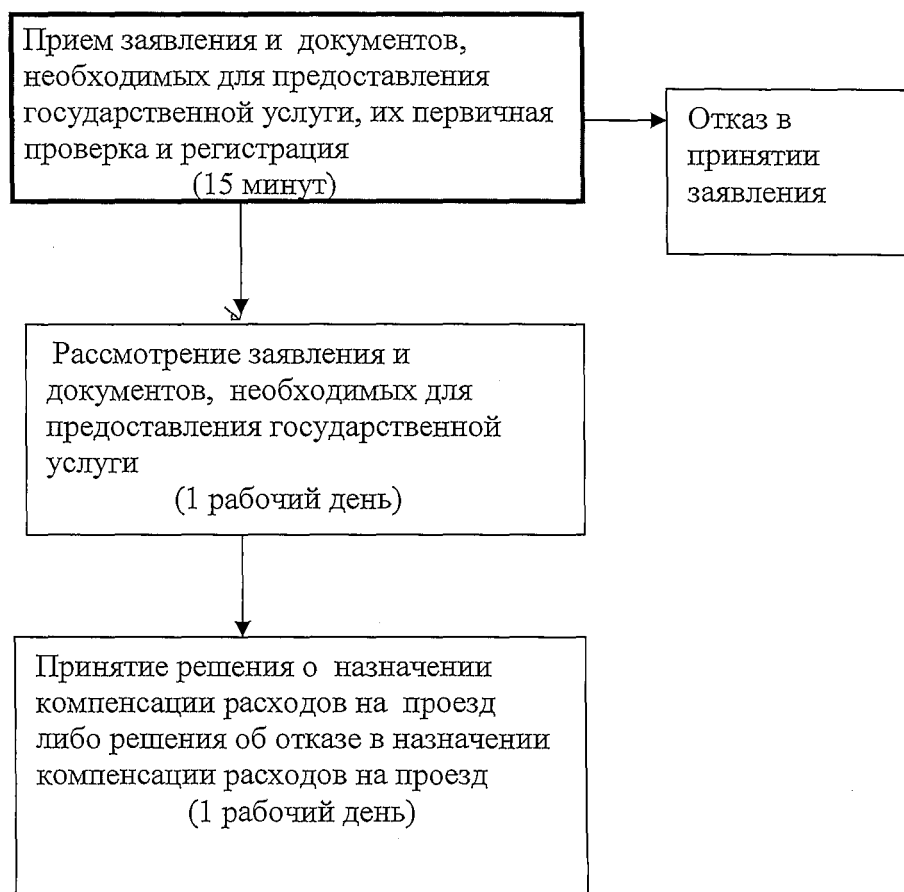 Прием заявления и документов,
необходимых для предоставления
государственной услуги, их первичная
проверка и регистрация
(15 минут)
Отказ в
принятии
заявления
Рассмотрение заявления и
документов, необходимых для
предоставления государственной
услуги
(1 рабочий день)
Принятие решения о назначении
компенсации расходов на проезд
либо решения об отказе в назначении
компенсации расходов на проезд
(1 рабочий день)